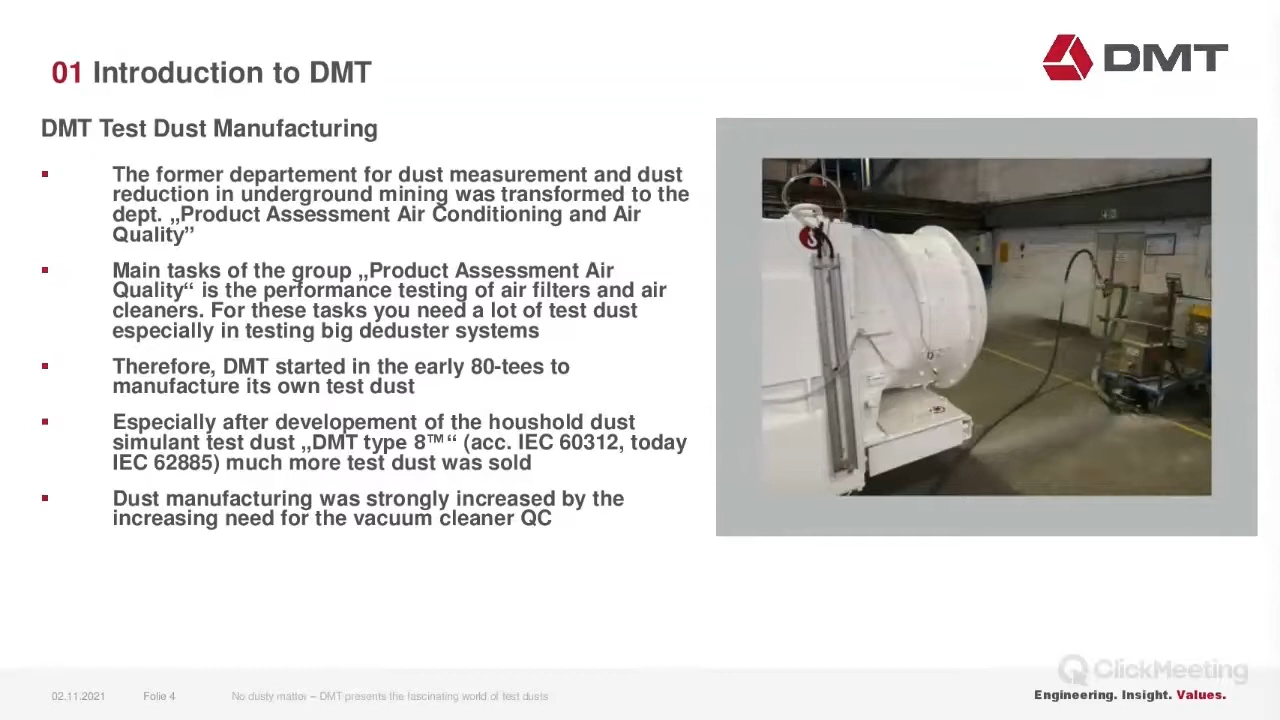 01 Introduction to DMT
DMT
DMT Test Dust Manufacturing
The former departement for dust measurement and dust
reduction in underground mining was transformed to the
dept. „Product Assessment Air Conditioning and Air
Quality”
Main tasks of the group „Product Assessment Air
Quality“ is the performance testing of air filters and air
cleaners. For these tasks you need a lot of test dust
especially in testing big deduster systems
Therefore, DMT started in the early 80-tees to
manufacture its own test dust
Especially after developement of the houshold dust
simulant test dust „DMT type 8™“ (acc. IEC 60312, today
IEC 62885) much more test dust was sold
Dust manufacturing was strongly increased by the
increasing need for the vacuum cleaner QC
ClickMeeting
02.11.2021 Folie 4 No dusty matter – DMT presents the fascinating world of test dusts
Engineering. Insight. Values.